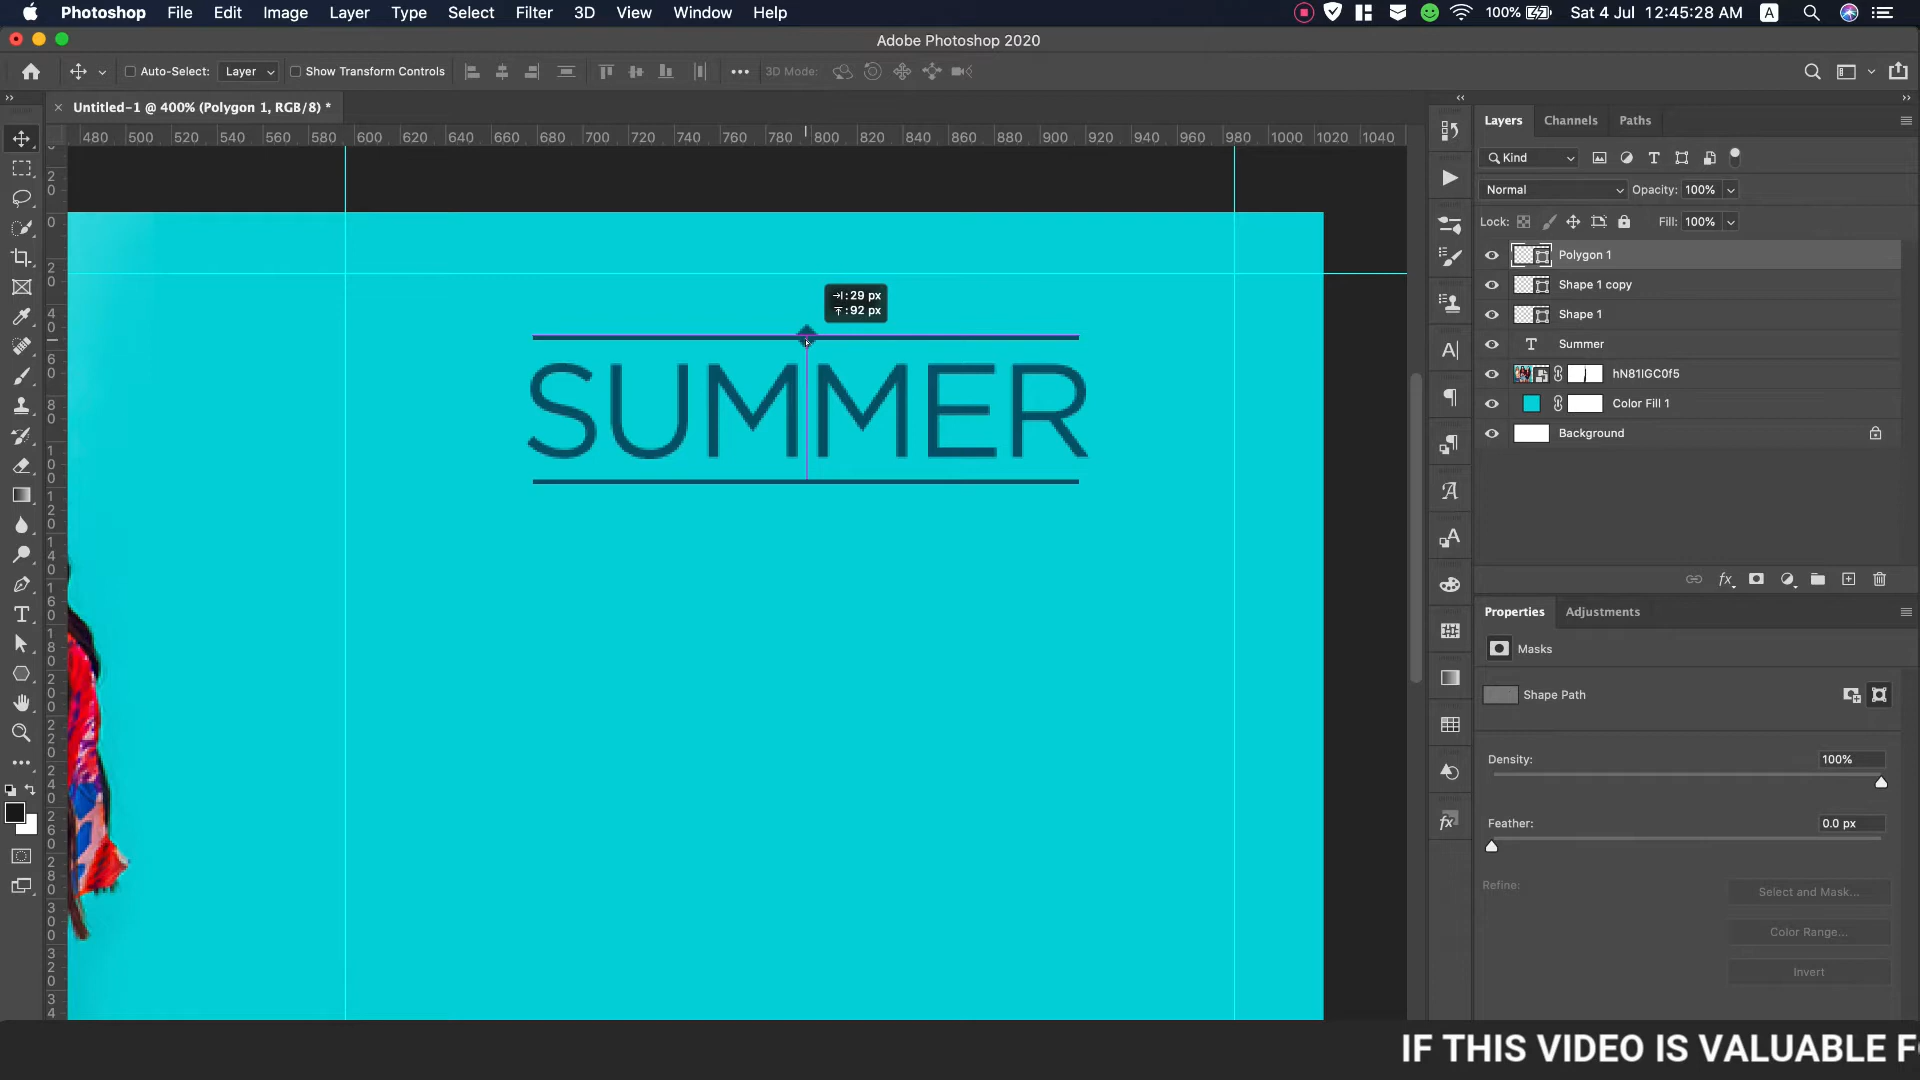 Photoshop File Edit Image Layer Type Select Filter 3D View Window Help 100% Sat 4 Jul 12:45:28 AM A
Adobe Photoshop 2020
Auto-Select: Layer Show Transform Controls 3D Mode:
Untitled-1 @ 400% (Polygon 1, RGB/8) *
480 500 520 540 560 580 600 620 640 660 680 700 720 740 760 780 800 820 840 860 880 900 920 940 960 980 1000 1020 1040
:29 px
:92 px
SUMMER
Layers Channels Paths
Kind
Normal Opacity: 100%
Lock: Fill: 100%
Polygon 1
Shape 1 copy
Shape 1
Summer
hN81IGC0f5
Color Fill 1
Background
Properties Adjustments
Masks
Shape Path
Density: 100%
Feather: 0.0 px
Refine: Select and Mask...
Color Range...
Invert
IF THIS VIDEO IS VALUABLE F